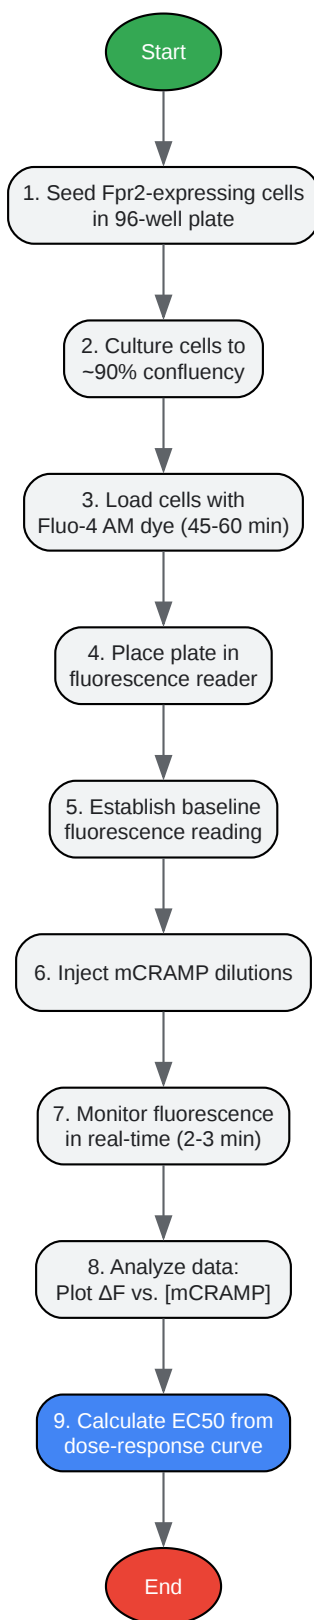 Start
1. Seed Fpr2-expressing cells
in 96-well plate
2. Culture cells to
~90% confluency
3. Load cells with
Fluo-4 AM dye (45-60 min)
4. Place plate in
fluorescence reader
5. Establish baseline
fluorescence reading
6. Inject mCRAMP dilutions
7. Monitor fluorescence
in real-time (2-3 min)
8. Analyze data:
Plot ΔF vs. [mCRAMP]
9. Calculate EC50 from
dose-response curve
End